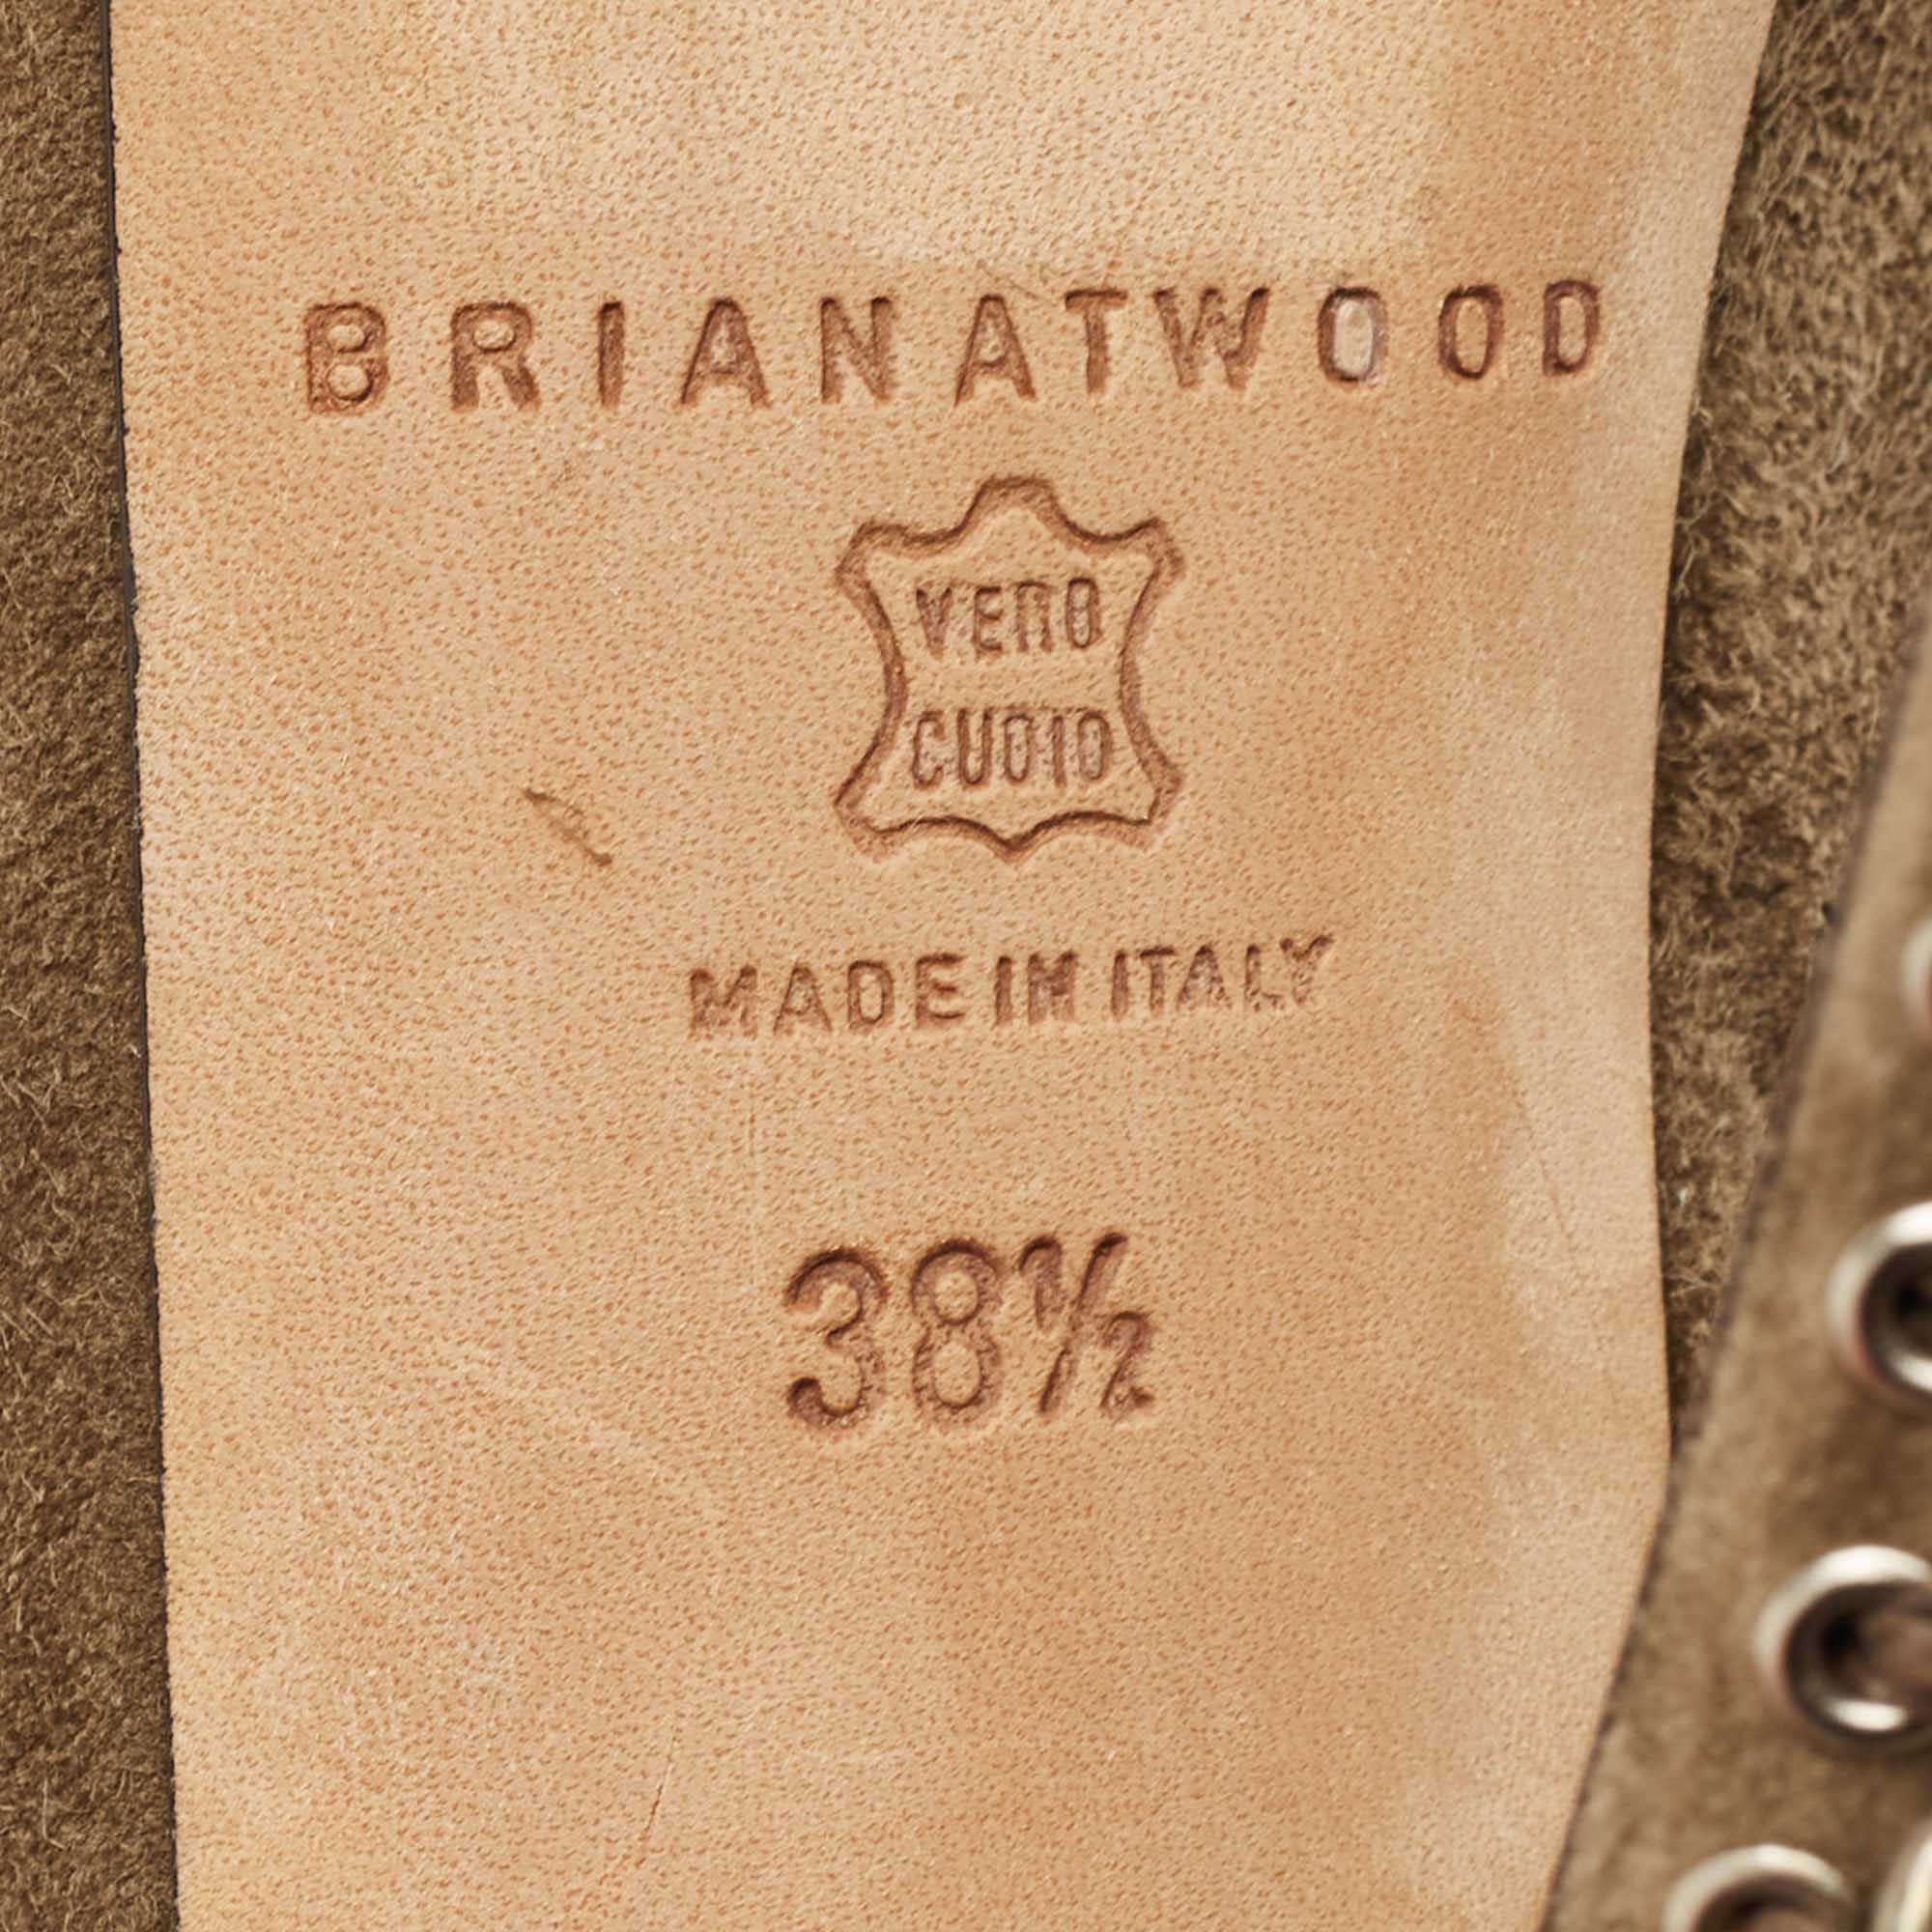 BRIAN ATWOOD
VERO
CUOIO
MADE IN ITALY
38½